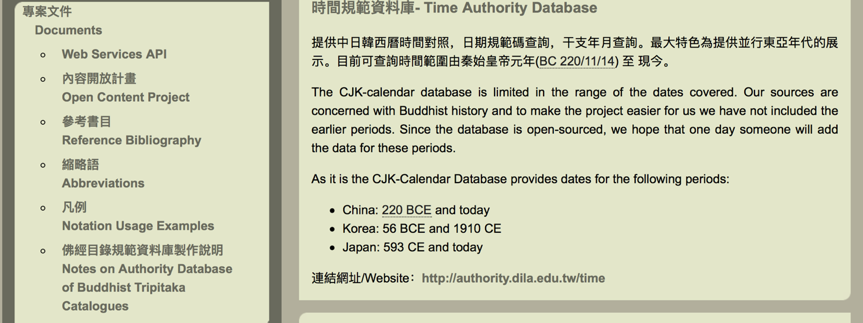 專案文件
Documents
Web Services API
內容開放計畫
Open Content Project
參考書目
Reference Bibliography
縮略語
Abbreviations
凡例
Notation Usage Examples
佛經目錄規範資料庫製作說明
Notes on Authority Database
of Buddhist Tripitaka
Catalogues
時間規範資料庫- Time Authority Database
提供中日韓西曆時間對照，日期規範碼查詢，干支年月查詢。最大特色為提供並行東亞年代的展
示。目前可查詢時間範圍由秦始皇帝元年(BC 220/11/14) 至 現今。
The CJK-calendar database is limited in the range of the dates covered. Our sources are
concerned with Buddhist history and to make the project easier for us we have not included the
earlier periods. Since the database is open-sourced, we hope that one day someone will add
the data for these periods.
As it is the CJK-Calendar Database provides dates for the following periods:
China: 220 BCE and today
Korea: 56 BCE and 1910 CE
Japan: 593 CE and today
連結網址/Website：http://authority.dila.edu.tw/time